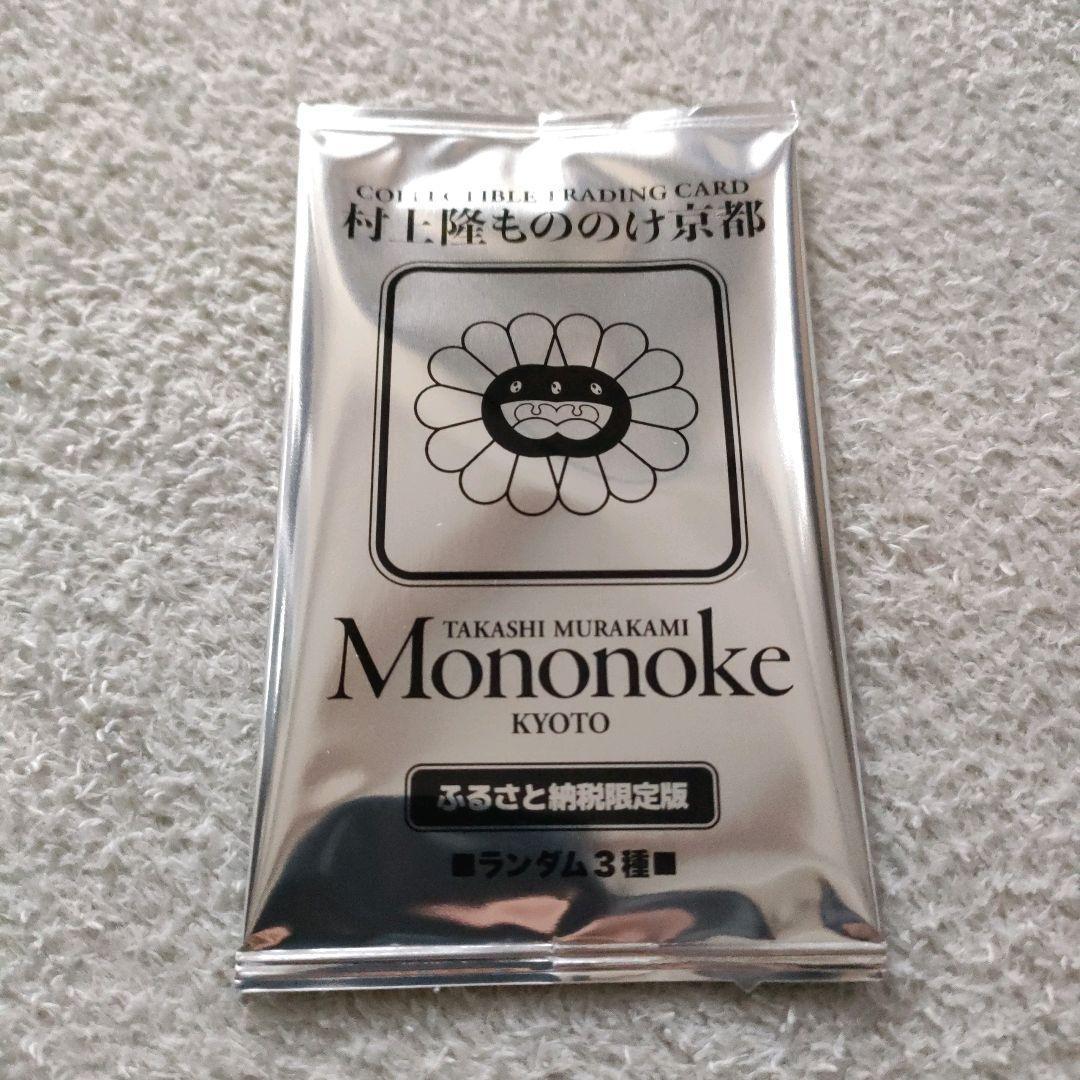 COLLECTIBLE TRADING CARD
村上隆もののけ京都
TAKASHI MURAKAMI
Mononoke
KYOTO
ふるさと納税限定版
■ランダム3種■